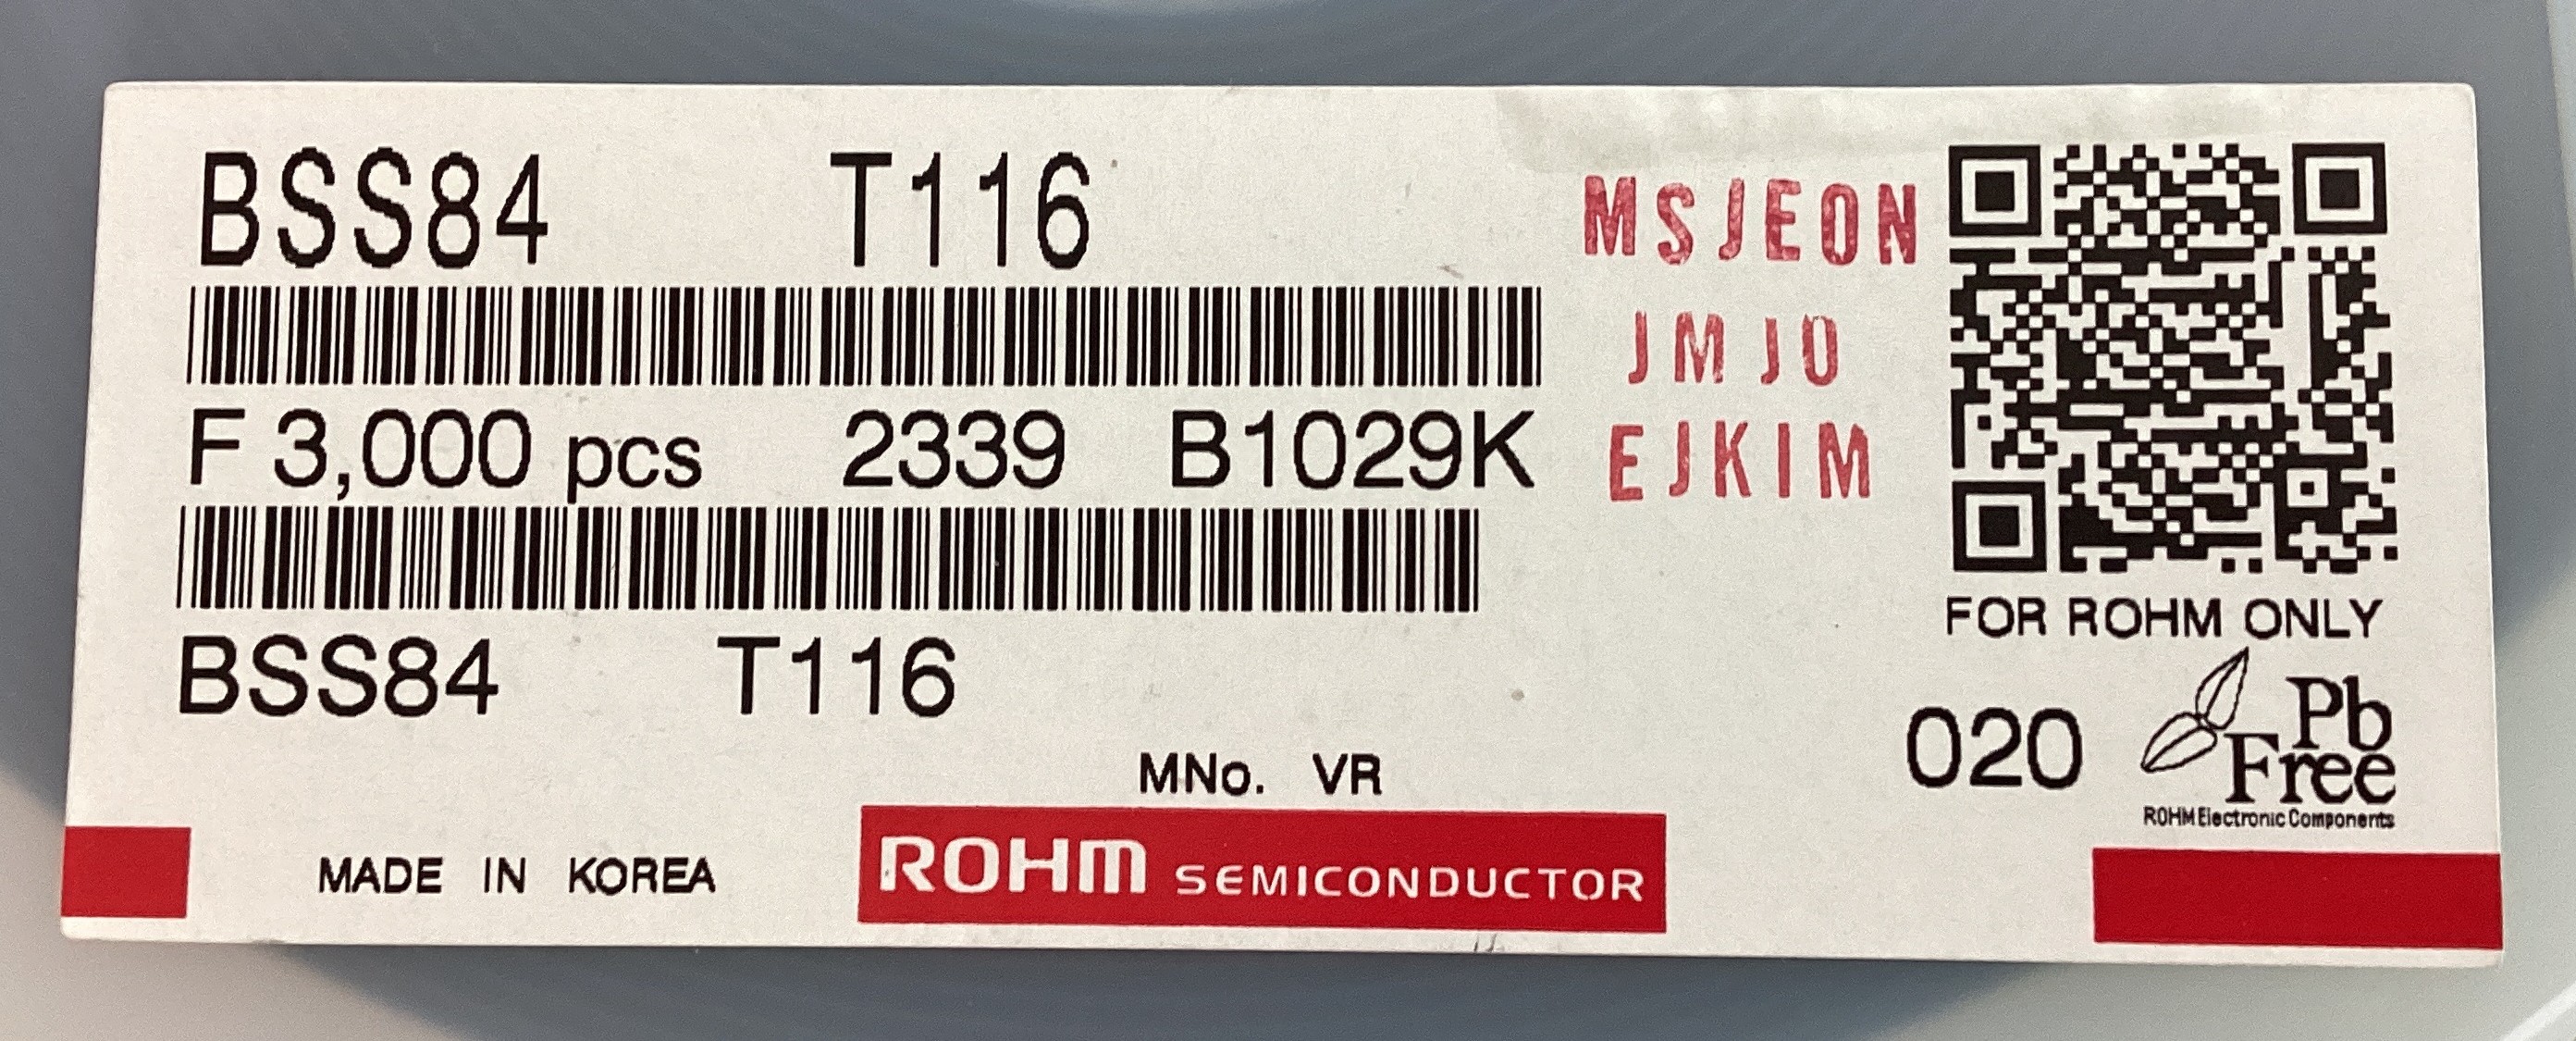 BSS84 T116
MSJEON
JMJO
F 3,000 pcs 2339 B1029K
EJKIM
FOR ROHM ONLY
BSS84 T116
020
Pb
Free
ROHM Electronic Components
MNo. VR
MADE IN KOREA
ROHM SEMICONDUCTOR